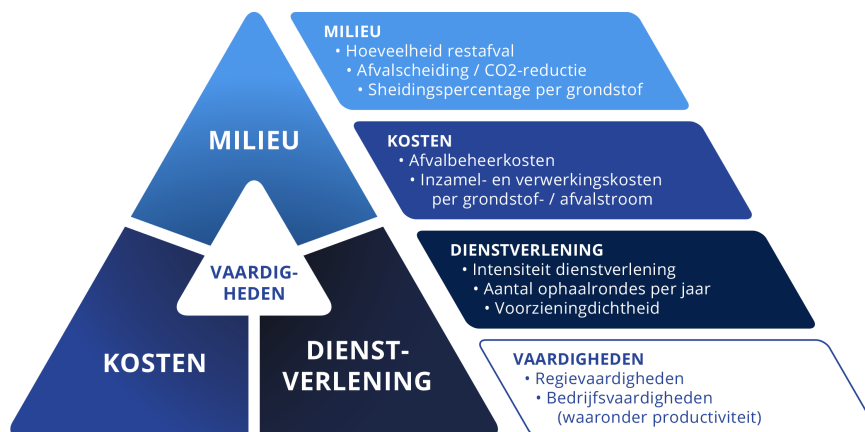 MILIEU
VAARDIG-
HEDEN
KOSTEN
DIENST-
VERLENING
MILIEU
• Hoeveelheid restafval
• Afvalscheiding / CO2-reductie
• Sheidingspercentage per grondstof
KOSTEN
• Afvalbeheerkosten
• Inzamel- en verwerkingskosten
per grondstof- / afvalstroom
DIENSTVERLENING
• Intensiteit dienstverlening
• Aantal ophaalrondes per jaar
• Voorzieningdichtheid
VAARDIGHEDEN
• Regievaardigheden
• Bedrijfsvaardigheden
(waaronder productiviteit)